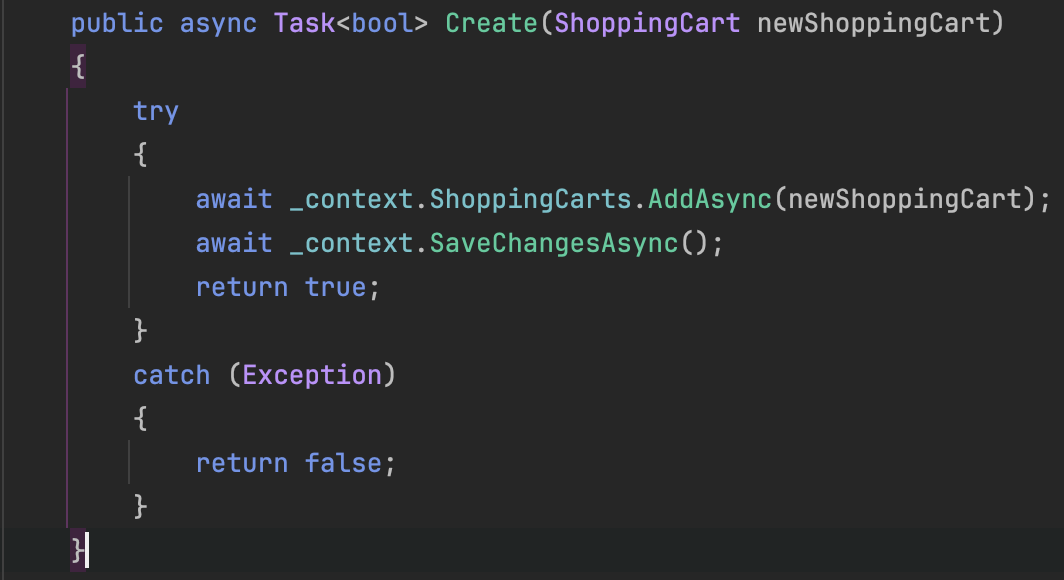 public async Task<bool> Create(ShoppingCart newShoppingCart)
{
    try
    {
        await _context.ShoppingCarts.AddAsync(newShoppingCart);
        await _context.SaveChangesAsync();
        return true;
    }
    catch (Exception)
    {
        return false;
    }
}